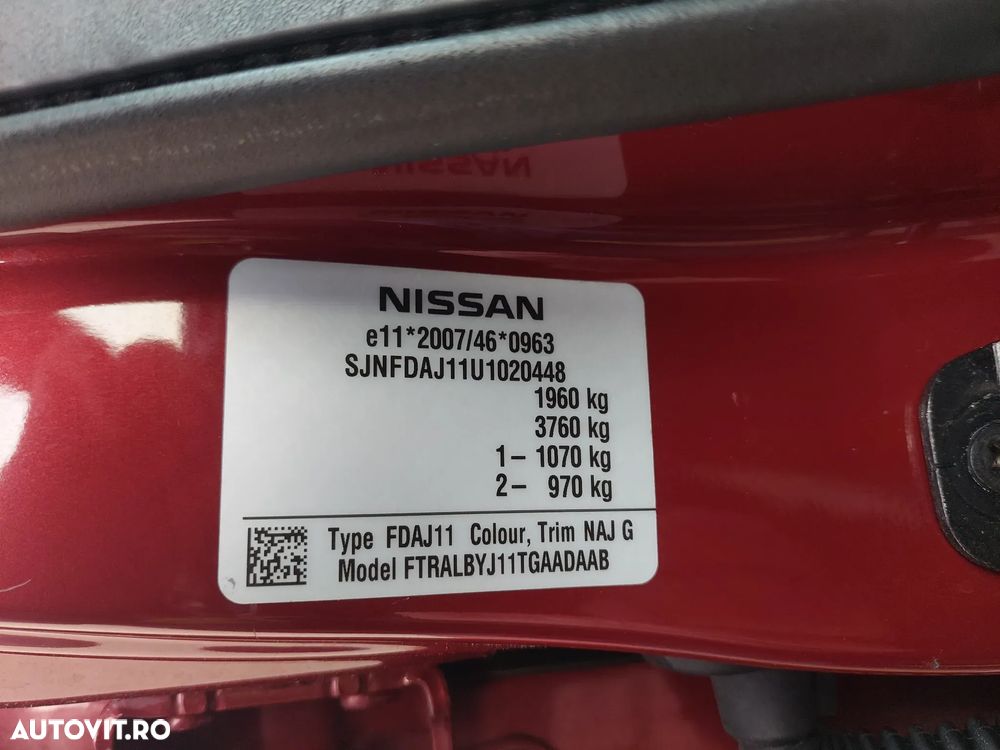 NISSAN
e11*2007/46*0963
SJNFDAJ11U1020448
1960 kg
3760 kg
1– 1070 kg
2– 970 kg
Type FDAJ11 Colour, Trim NAJ G
Model FTRALBYJ11TGAADAAB
AUTOVIT.RO